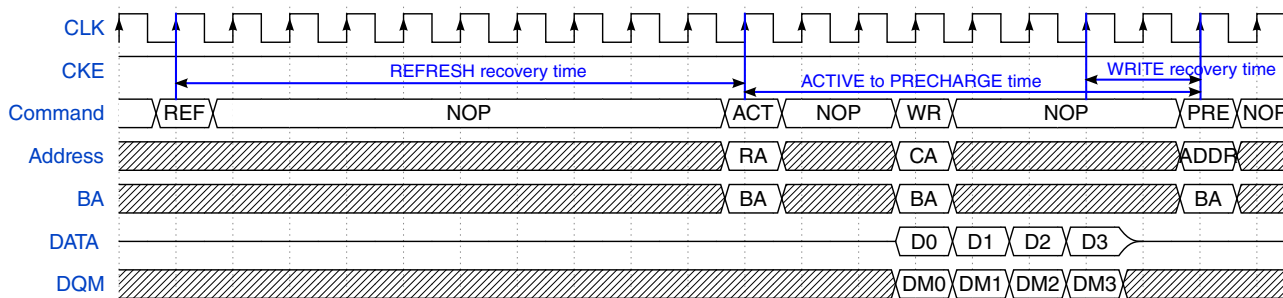 CLK
CKE
REFRESH recovery time
ACTIVE to PRECHARGE time
WRITE recovery time
Command REF NOP ACT NOP WR NOP PRE NOP
Address RA CA ADDR
BA BA BA BA
DATA D0 D1 D2 D3
DQM DM0 DM1 DM2 DM3